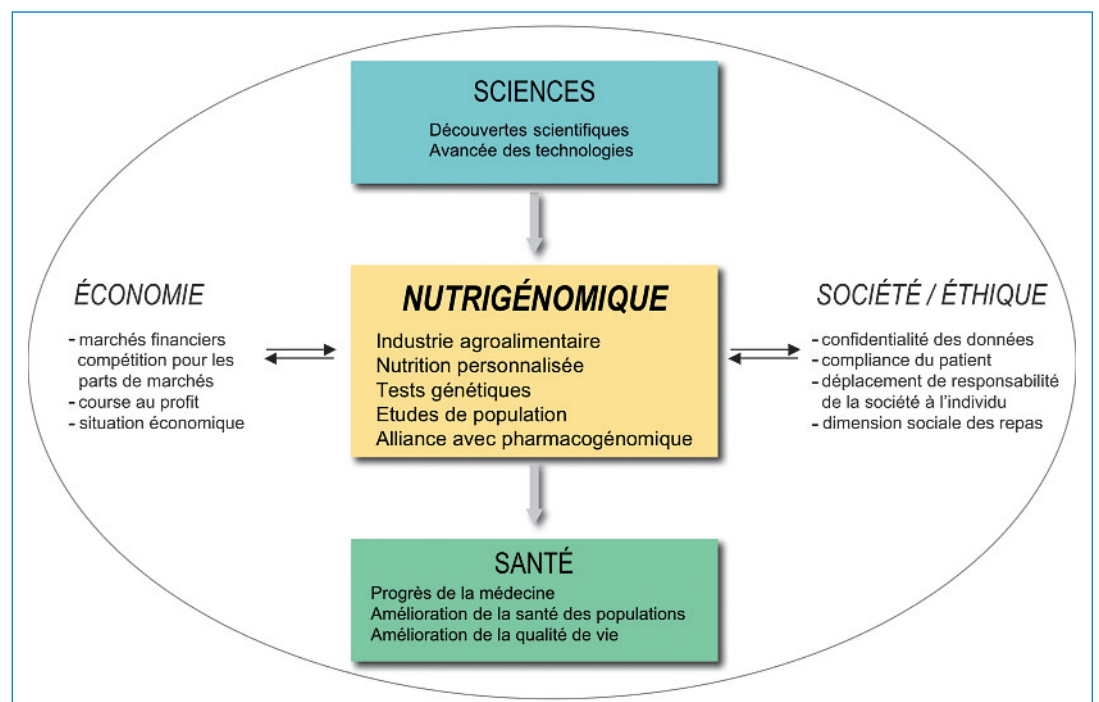 SCIENCES
Découvertes scientifiques
Avancée des technologies
ÉCONOMIE
- marchés financiers
compétition pour les
parts de marchés
- course au profit
- situation économique
NUTRIGÉNOMIQUE
Industrie agroalimentaire
Nutrition personnalisée
Tests génétiques
Etudes de population
Alliance avec pharmacogénomique
SOCIÉTÉ / ÉTHIQUE
- confidentialité des données
- compliance du patient
- déplacement de responsabilité
de la société à l'individu
- dimension sociale des repas
SANTÉ
Progrès de la médecine
Amélioration de la santé des populations
Amélioration de la qualité de vie